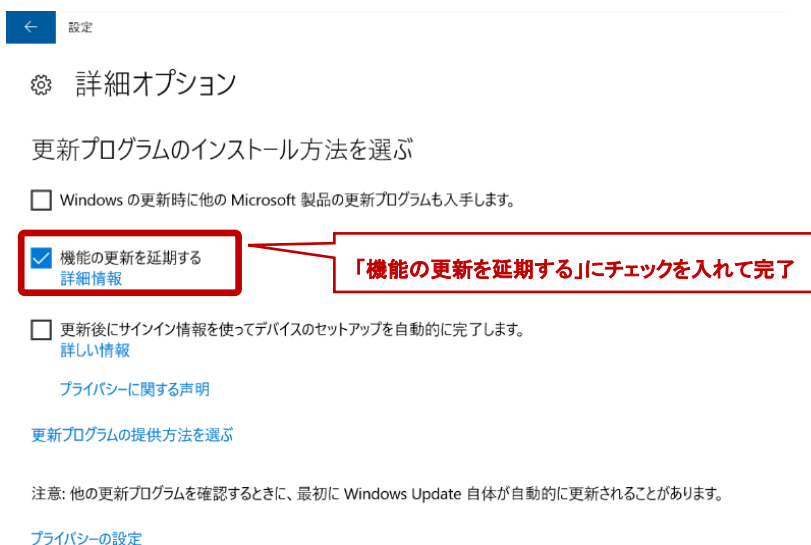 設定
詳細オプション
更新プログラムのインストール方法を選ぶ
Windows の更新時に他の Microsoft 製品の更新プログラムも入手します。
機能の更新を延期する
詳細情報
「機能の更新を延期する」にチェックを入れて完了
更新後にサインイン情報を使ってデバイスのセットアップを自動的に完了します。
詳しい情報
プライバシーに関する声明
更新プログラムの提供方法を選ぶ
注意: 他の更新プログラムを確認するときに、最初に Windows Update 自体が自動的に更新されることがあります。
プライバシーの設定